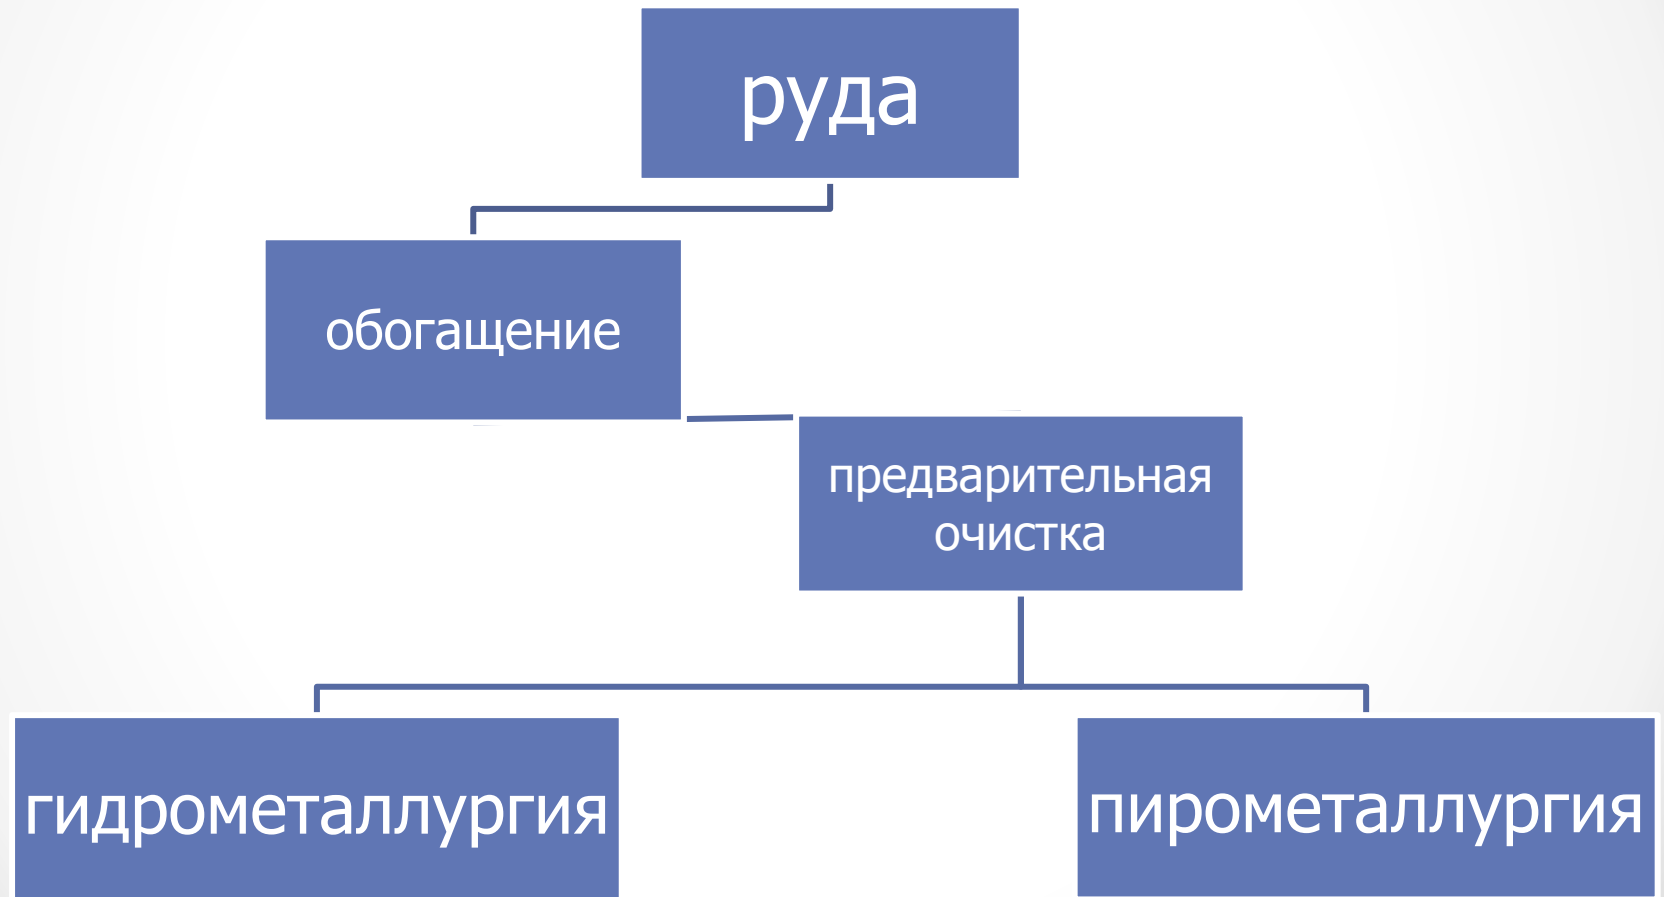 руда
обогащение
предварительная
очистка
гидрометаллургия
пирометаллургия